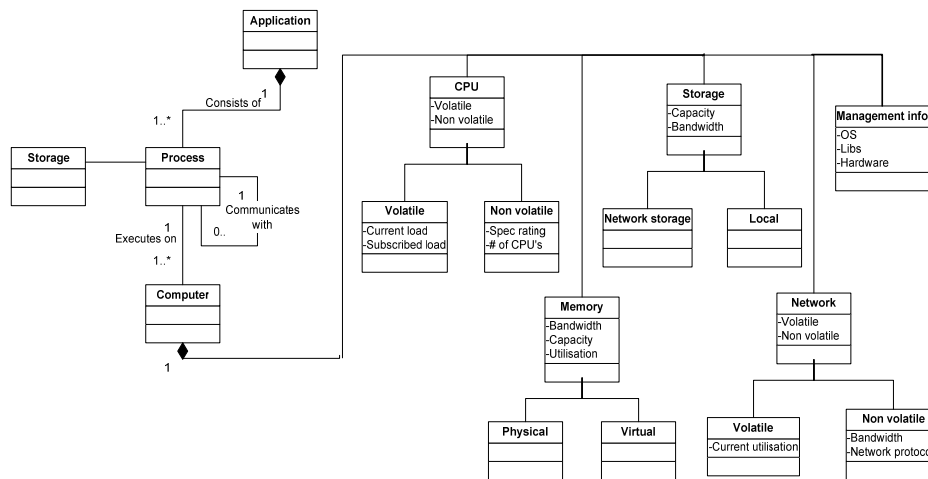 Application
1
Consists of
1..*
Storage
Process
1
Communicates
with
0..
1
Executes on
1..*
Computer
1
CPU
-Volatile
-Non volatile
Volatile
-Current load
-Subscribed load
Non volatile
-Spec rating
-# of CPU's
Storage
-Capacity
-Bandwidth
Network storage
Local
Management info
-OS
-Libs
-Hardware
Memory
-Bandwidth
-Capacity
-Utilisation
Physical
Virtual
Network
-Volatile
-Non volatile
Volatile
-Current utilisation
Non volatile
-Bandwidth
-Network protoc